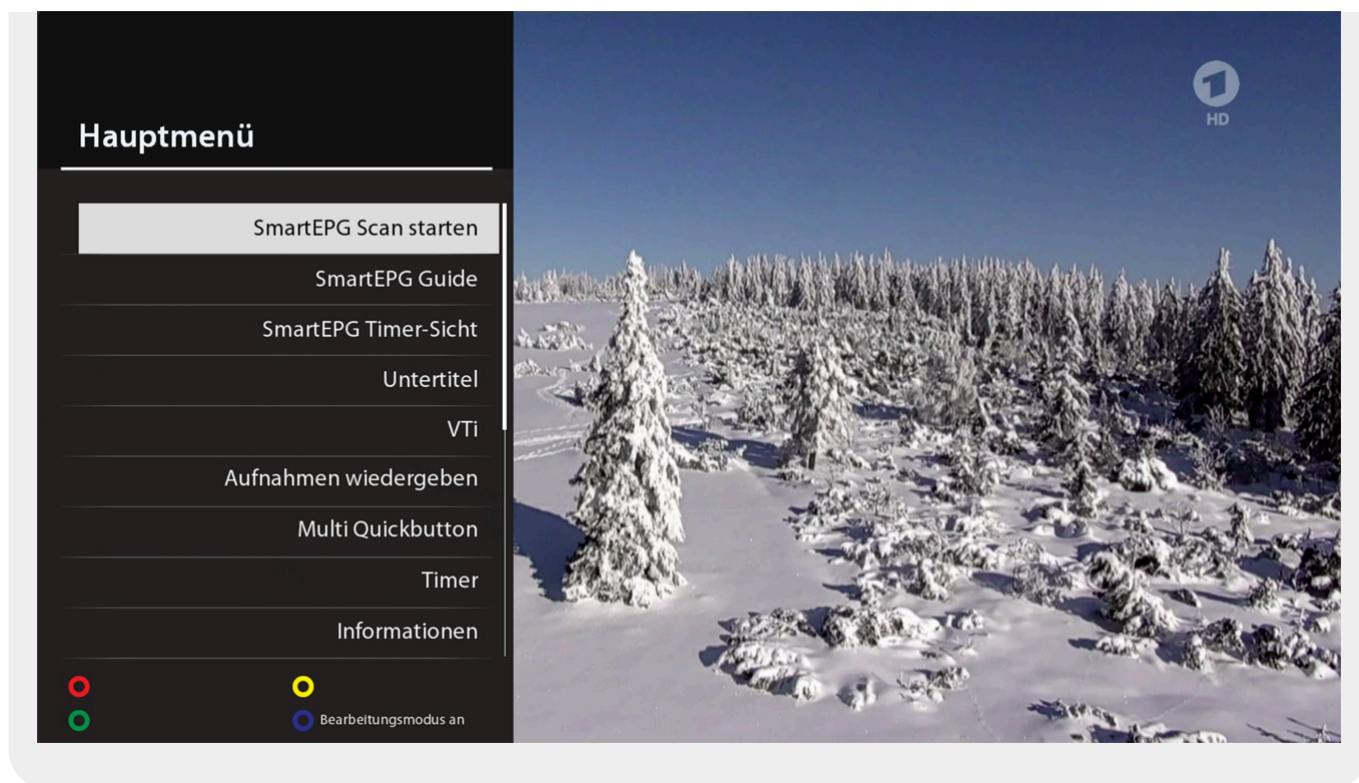 Hauptmenü
SmartEPG Scan starten
SmartEPG Guide
SmartEPG Timer-Sicht
Untertitel
VTi
Aufnahmen wiedergeben
Multi Quickbutton
Timer
Informationen
Bearbeitungsmodus an
1
HD